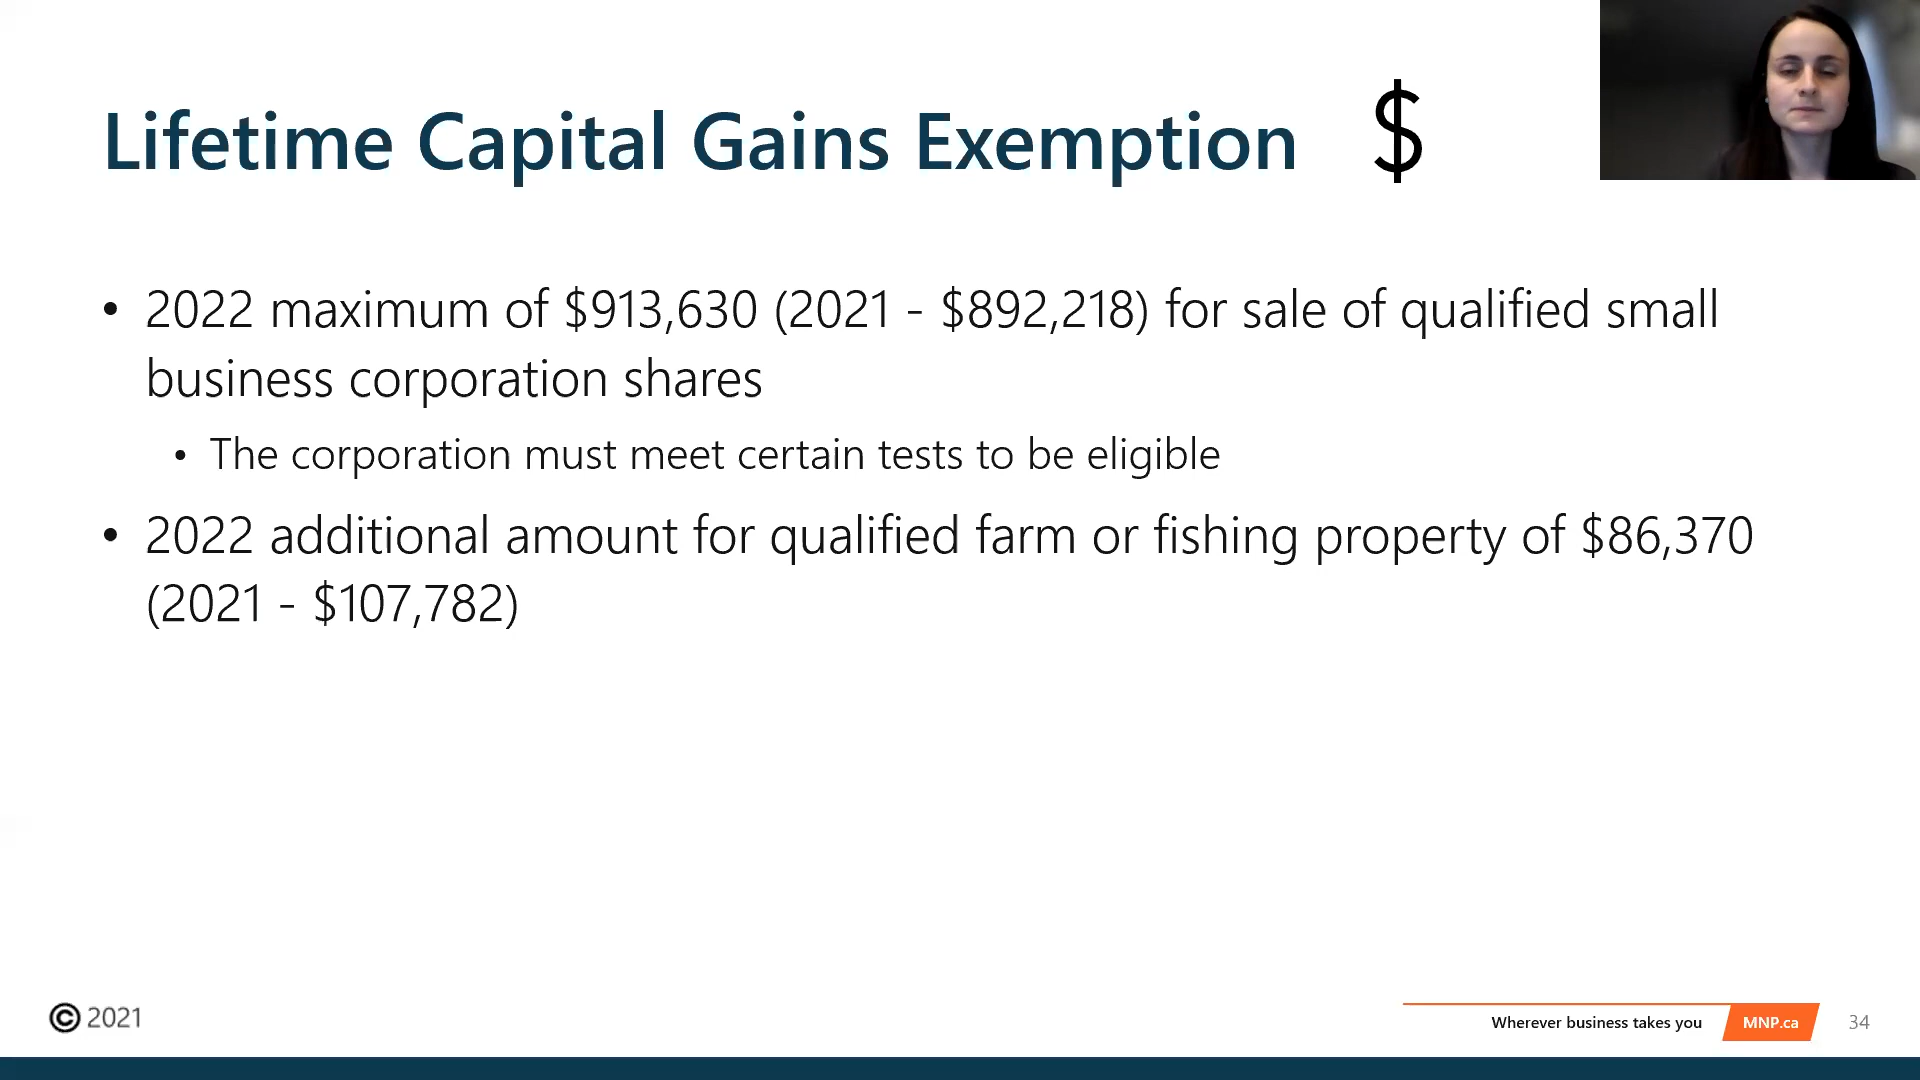 Lifetime Capital Gains Exemption $
• 2022 maximum of $913,630 (2021 - $892,218) for sale of qualified small
business corporation shares
• The corporation must meet certain tests to be eligible
• 2022 additional amount for qualified farm or fishing property of $86,370
(2021 - $107,782)
© 2021
Wherever business takes you
MNP.ca
34